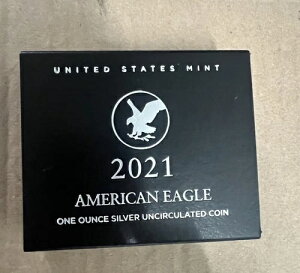 UNITED STATES MINT
2021
AMERICAN EAGLE
ONE OUNCE SILVER UNCIRCULATED COIN